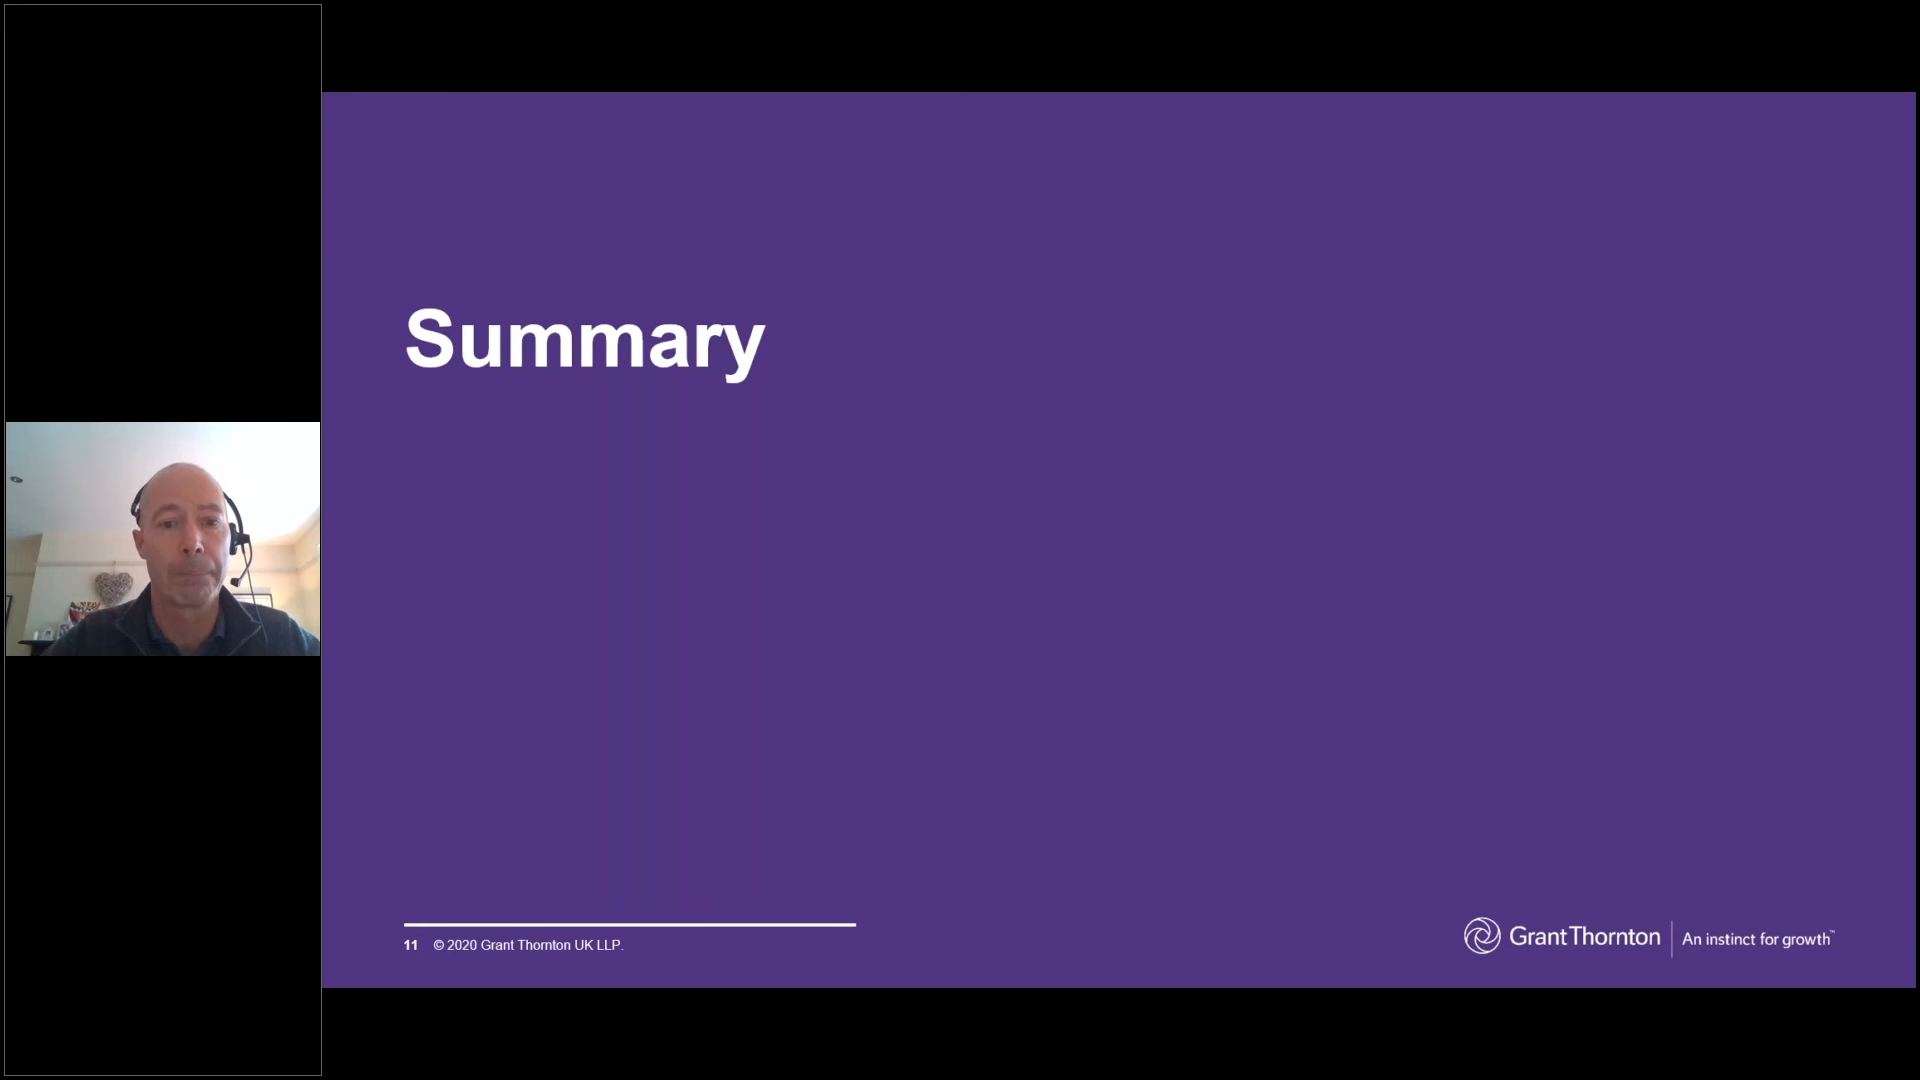 Summary
11 © 2020 Grant Thornton UK LLP.
Grant Thornton An instinct for growth™